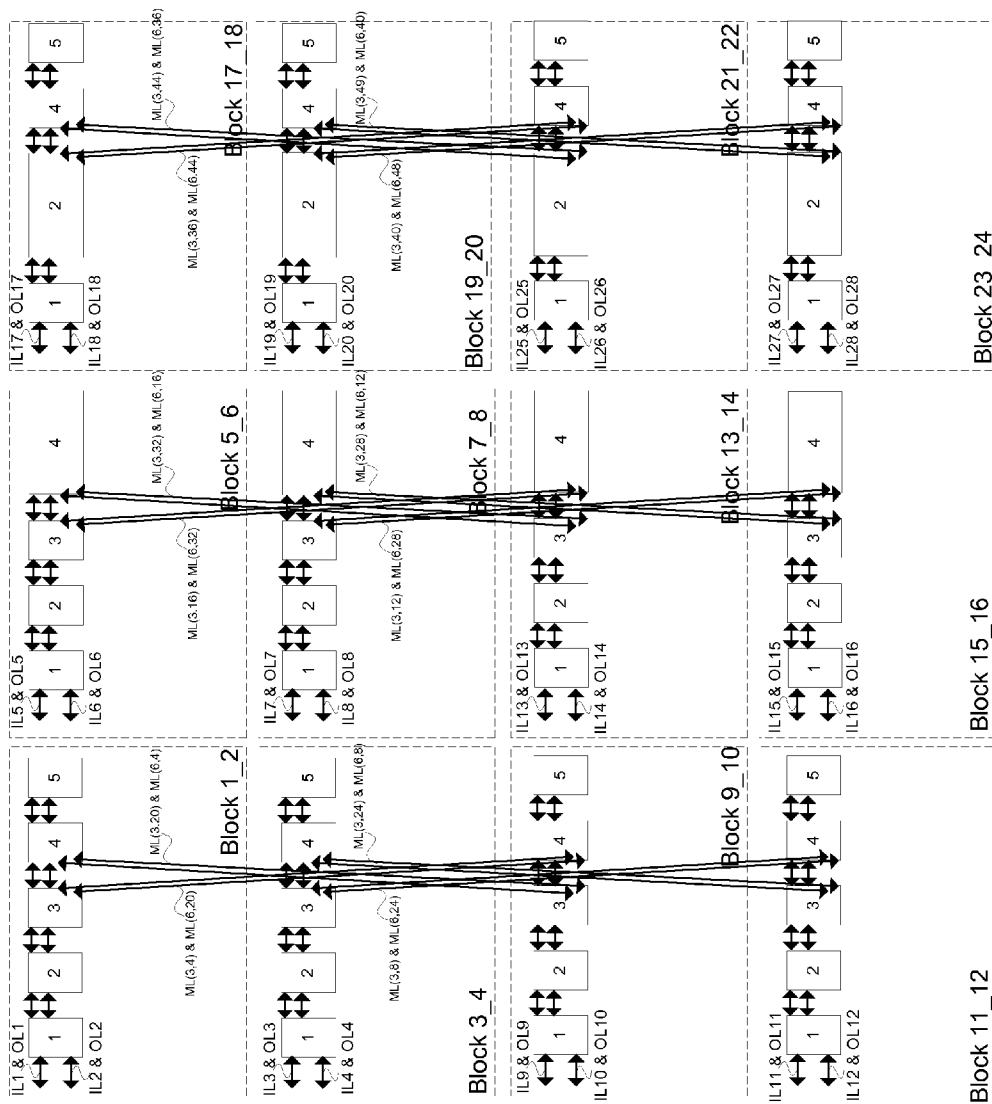 IL1 & OL1
IL2 & OL2
1
2
3
4
5
ML(3,4) & ML(6,20)
ML(3,20) & ML(6,4)
Block 1_2
IL3 & OL3
IL4 & OL4
1
2
3
4
5
ML(3,8) & ML(6,24)
ML(3,24) & ML(6,8)
Block 3_4
IL9 & OL9
IL10 & OL10
1
2
3
4
5
Block 9_10
IL11 & OL11
IL12 & OL12
1
2
3
4
5
Block 11_12
IL5 & OL5
IL6 & OL6
1
2
3
4
ML(3,16) & ML(6,32)
ML(3,32) & ML(6,16)
Block 5_6
IL7 & OL7
IL8 & OL8
1
2
3
4
ML(3,12) & ML(6,28)
ML(3,28) & ML(6,12)
Block 7_8
IL13 & OL13
IL14 & OL14
1
2
3
4
Block 13_14
IL15 & OL15
IL16 & OL16
1
2
3
4
Block 15_16
IL17 & OL17
IL18 & OL18
1
2
4
5
ML(3,36) & ML(6,44)
ML(3,44) & ML(6,36)
Block 17_18
IL19 & OL19
IL20 & OL20
1
2
4
5
ML(3,40) & ML(6,48)
ML(3,49) & ML(6,40)
Block 19_20
IL25 & OL25
IL26 & OL26
1
2
4
5
Block 21_22
IL27 & OL27
IL28 & OL28
1
2
4
5
Block 23_24